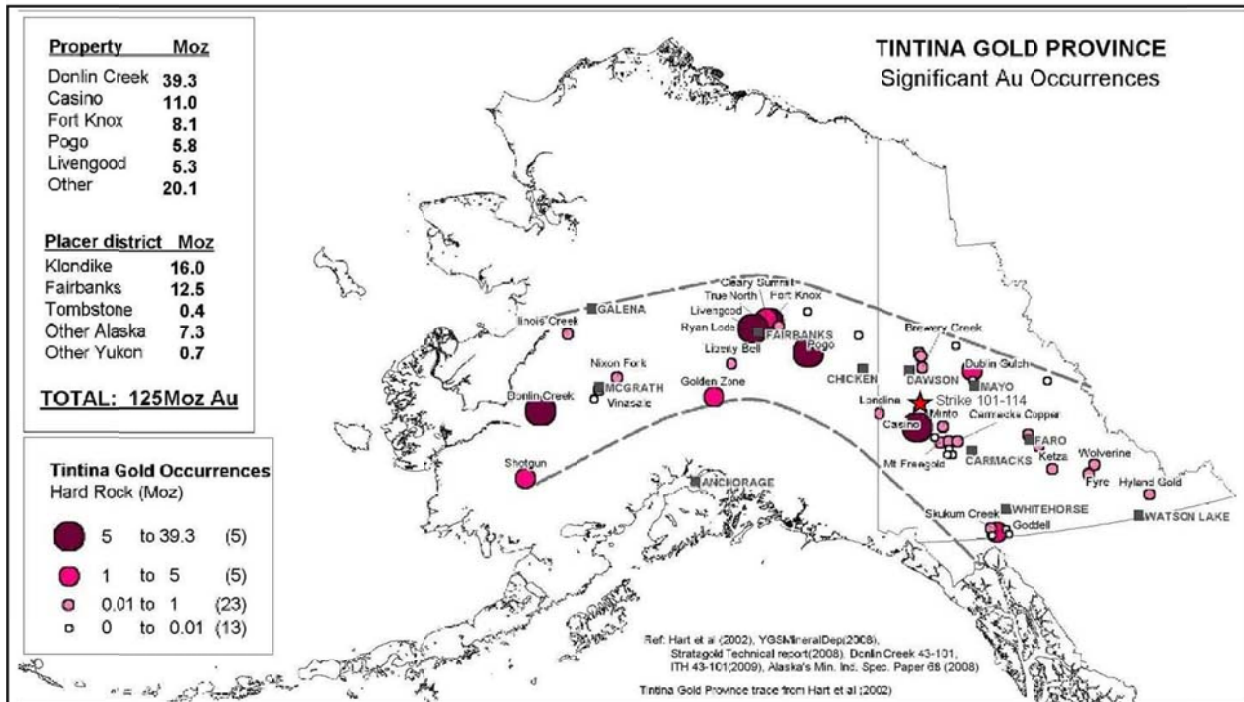 Property Moz
Donlin Creek 39.3
Casino 11.0
Fort Knox 8.1
Pogo 5.8
Livengood 5.3
Other 20.1
Placer district Moz
Klondike 16.0
Fairbanks 12.5
Tombstone 0.4
Other Alaska 7.3
Other Yukon 0.7
TOTAL: 125Moz Au
Tintina Gold Occurrences
Hard Rock (Moz)
5 to 39.3 (5)
1 to 5 (5)
0.01 to 1 (23)
0 to 0.01 (13)
TINTINA GOLD PROVINCE
Significant Au Occurrences
Cleary Summit
True North Fort Knox
Livengood
Ryan Lode FAIRBANKS
Pogo
GALENA
Illinois Creek
Liberty Bell
Nixon Fork
MCGRATH
Vinasale
Golden Zone
Donlin Creek
Shotgun
ANCHORAGE
CHICKEN
Brewery Creek
DAWSON
Dublin Gulch
MAYO
Strike 101-114
Casino
Minto
Carmacks Copper
Mt Freegold
CARMACKS
FARO
Ketza
Wolverine
Fyre
Hyland Gold
Skukum Creek
WHITEHORSE
Goddell
WATSON LAKE
Ref: Hart et al (2002), YGSMineralDep(2008),
Stratagold Technical report(2008), Donlin Creek 43-101,
ITH 43-101(2009), Alaska's Min. Ind. Spec. Paper 68 (2008)
Tintina Gold Province trace from Hart et al (2002)